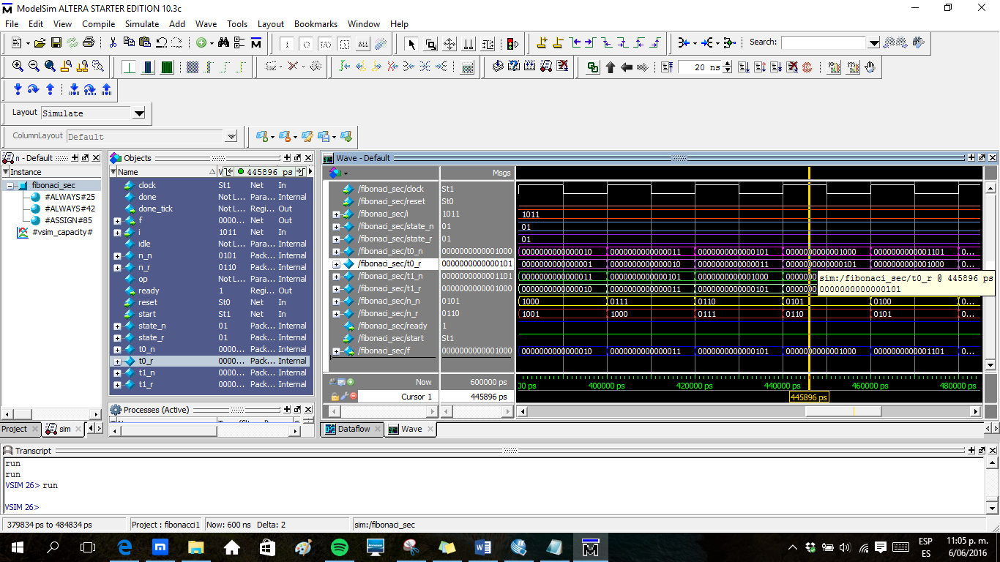 ModelSim ALTERA STARTER EDITION 10.3c
File Edit View Compile Simulate Add Wave Tools Layout Bookmarks Window Help
Search:
20 ns
Layout Simulate
ColumnLayout Default
n - Default
Instance
fibonaci_sec
#ALWAYS#25
#ALWAYS#42
#ASSIGN#85
#vsim_capacity#
Objects
Name 445896 ps
clock St1 Net In
done Not L... Para... Internal
done_tick Not L... Regi... Out
f 0000... Net Out
i 1011 Net In
idle Not L... Para... Internal
n_n 0101 Pack... Internal
n_r 0110 Pack... Internal
op Not L... Para... Internal
ready 1 Regi... Out
reset St0 Net In
start St1 Net In
state_n 01 Pack... Internal
state_r 01 Pack... Internal
t0_n 0000... Pack... Internal
t0_r 0000... Pack... Internal
t1_n 0000... Pack... Internal
t1_r 0000... Pack... Internal
Processes (Active)
Project sim
Wave - Default
Msgs
/fibonaci_sec/clock St1
/fibonaci_sec/reset St0
/fibonaci_sec/i 1011 1011
/fibonaci_sec/state_n 01 01
/fibonaci_sec/state_r 01 01
/fibonaci_sec/t0_n 0000000000001000 0000000000000010 0000000000000011 0000000000000101 0000000000001000 0000000000001101 0...
/fibonaci_sec/t0_r 0000000000000101 0000000000000001 0000000000000010 0000000000000011 0000000000000101 0000000000001000 0...
/fibonaci_sec/t1_n 0000000000001101 0000000000000011 0000000000000101 0000000000001000
/fibonaci_sec/t1_r 0000000000001000 0000000000000010 0000000000000011 0000000000000101
sim:/fibonaci_sec/t0_r @ 445896 ps
0000000000000101
/fibonaci_sec/n_n 0101 1000 0111 0110 0101 0100 0...
/fibonaci_sec/n_r 0110 1001 1000 0111 0110 0101 0...
/fibonaci_sec/ready 1
/fibonaci_sec/start St1
/fibonaci_sec/f 0000000000001000 0000000000000010 0000000000000011 0000000000000101 0000000000001000 0000000000001101 0...
Now 600000 ps 00 ps 400000 ps 420000 ps 440000 ps 460000 ps 480000 ps
Cursor 1 445896 ps 445896 ps
Dataflow Wave
Transcript
run
run
VSIM 26> run
VSIM 26>
379834 ps to 484834 ps Project : fibonacci1 Now: 600 ns Delta: 2 sim:/fibonaci_sec
ESP
ES
11:05 p. m.
6/06/2016